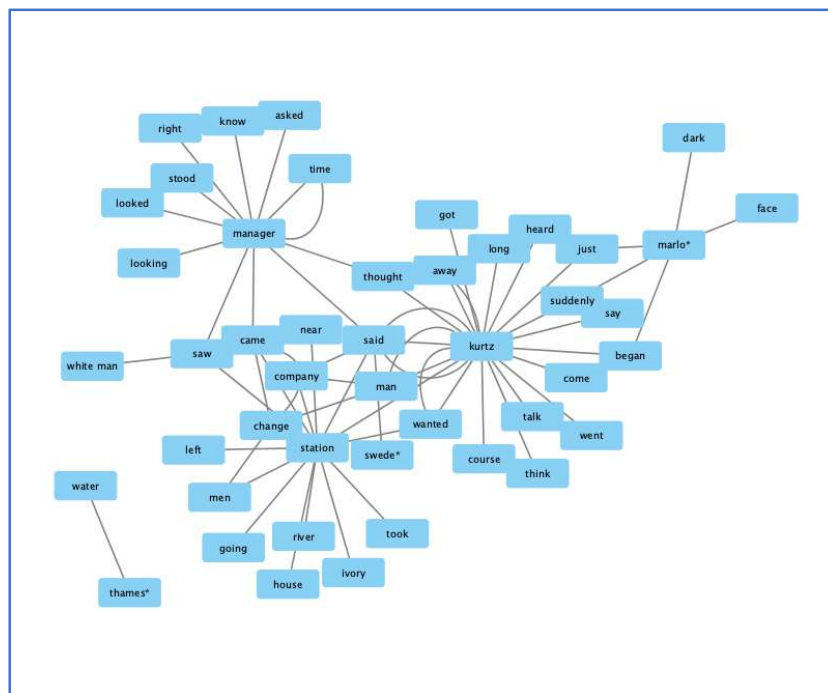 asked
know
right
dark
time
stood
looked
face
got
heard
manager
long
just
marlo*
looking
away
thought
suddenly
say
near
came
said
kurtz
saw
began
white man
company
come
man
talk
change
wanted
went
left
station
swede*
course
think
water
men
river
took
going
ivory
house
thames*